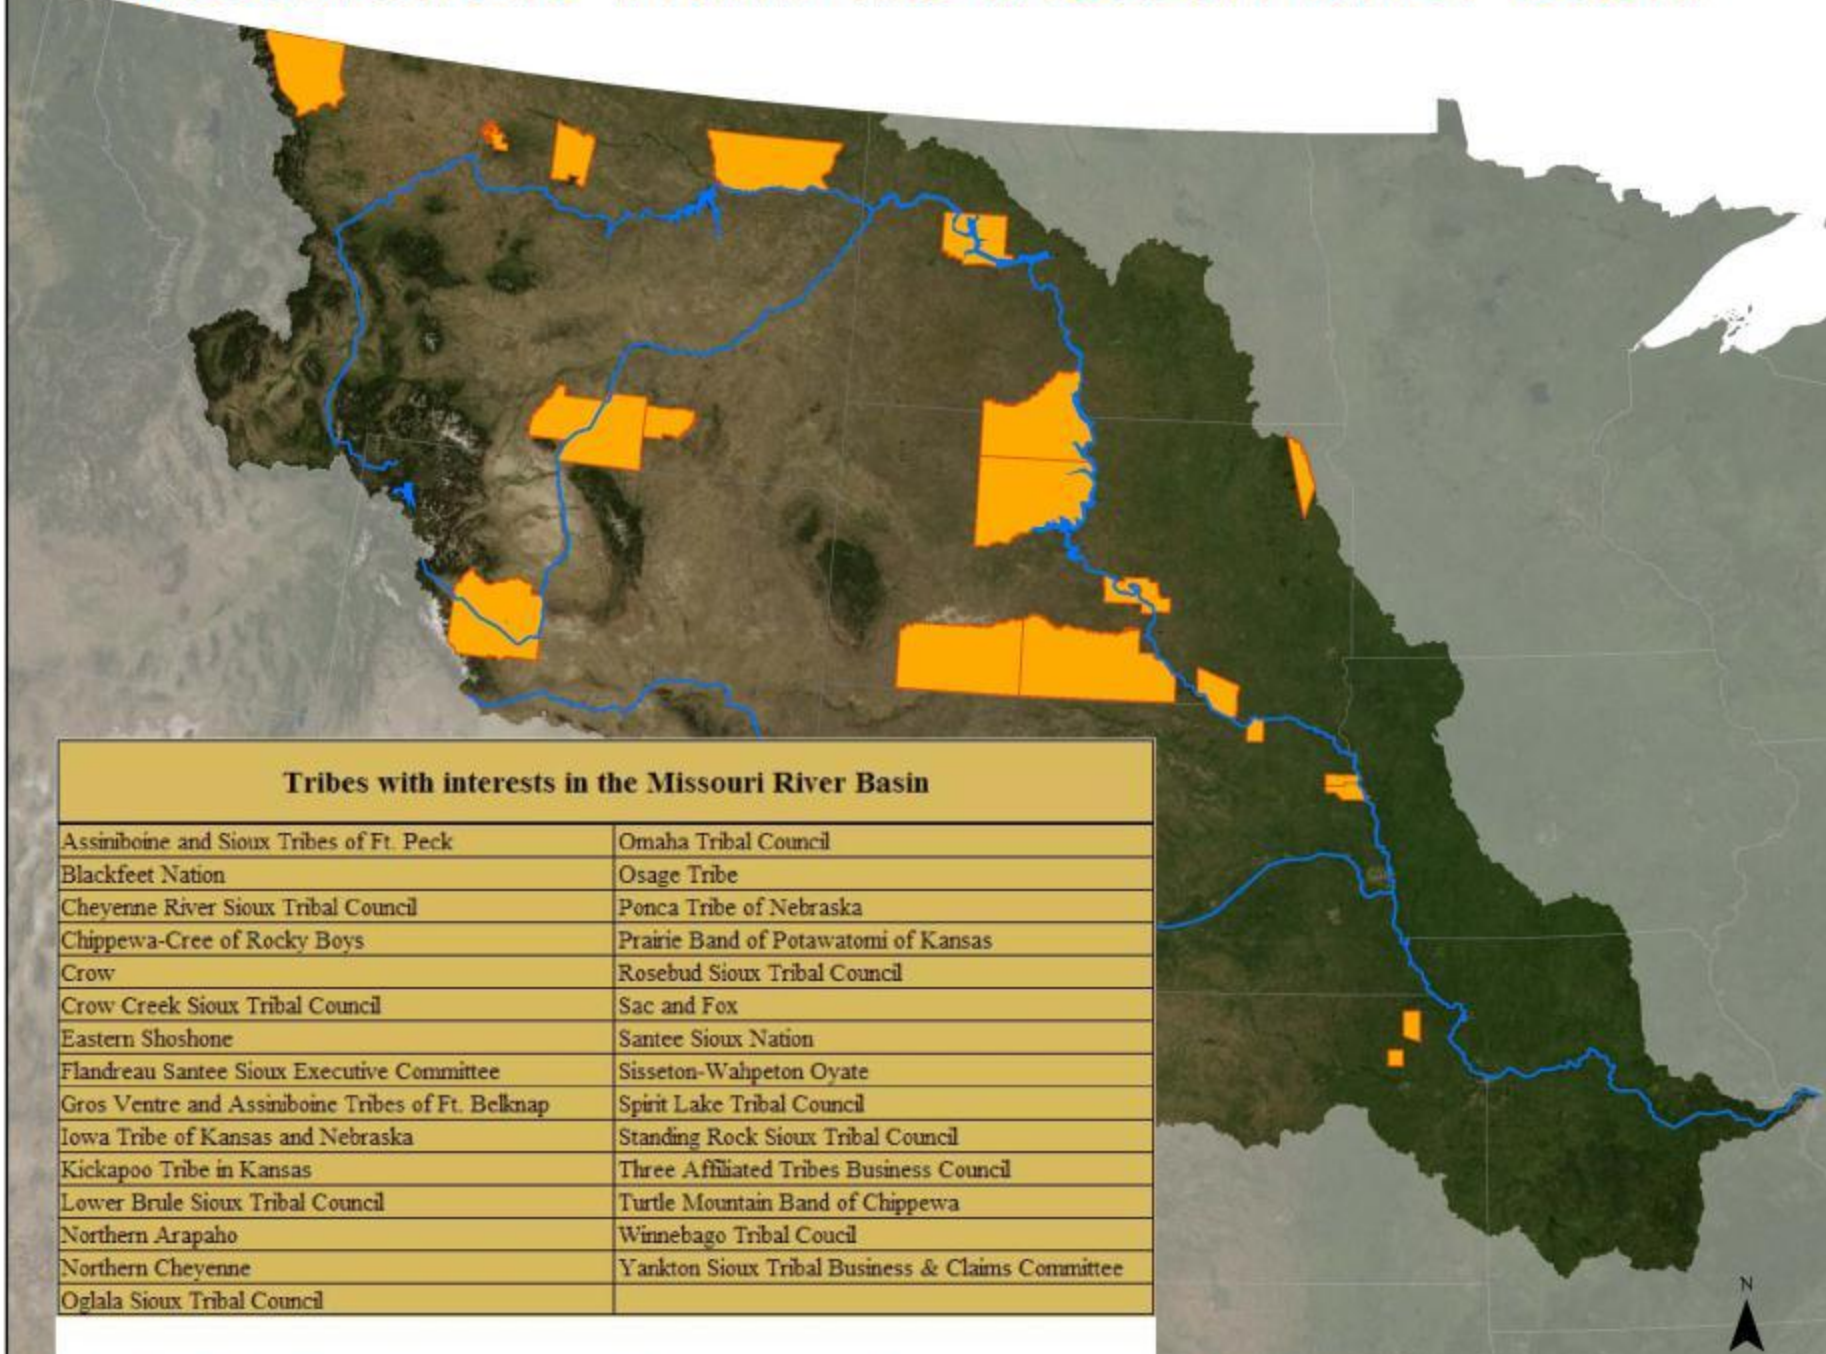 Tribes with interests in the Missouri River Basin
Assiniboine and Sioux Tribes of Ft. Peck
Omaha Tribal Council
Blackfeet Nation
Osage Tribe
Cheyenne River Sioux Tribal Council
Ponca Tribe of Nebraska
Chippewa-Cree of Rocky Boys
Prairie Band of Potawatomi of Kansas
Crow
Rosebud Sioux Tribal Council
Crow Creek Sioux Tribal Council
Sac and Fox
Eastern Shoshone
Santee Sioux Nation
Flandreau Santee Sioux Executive Committee
Sisseton-Wahpeton Oyate
Gros Ventre and Assiniboine Tribes of Ft. Belknap
Spirit Lake Tribal Council
Iowa Tribe of Kansas and Nebraska
Standing Rock Sioux Tribal Council
Kickapoo Tribe in Kansas
Three Affiliated Tribes Business Council
Lower Brule Sioux Tribal Council
Turtle Mountain Band of Chippewa
Northern Arapaho
Winnebago Tribal Coucil
Northern Cheyenne
Yankton Sioux Tribal Business & Claims Committee
Oglala Sioux Tribal Council
N